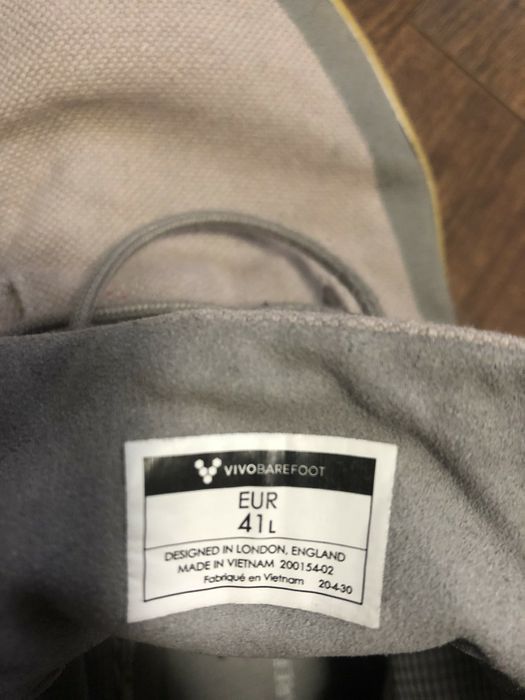 VIVOBAREFOOT
EUR
41L
DESIGNED IN LONDON, ENGLAND
MADE IN VIETNAM 200154-02
Fabriqué en Vietnam 20-4-30